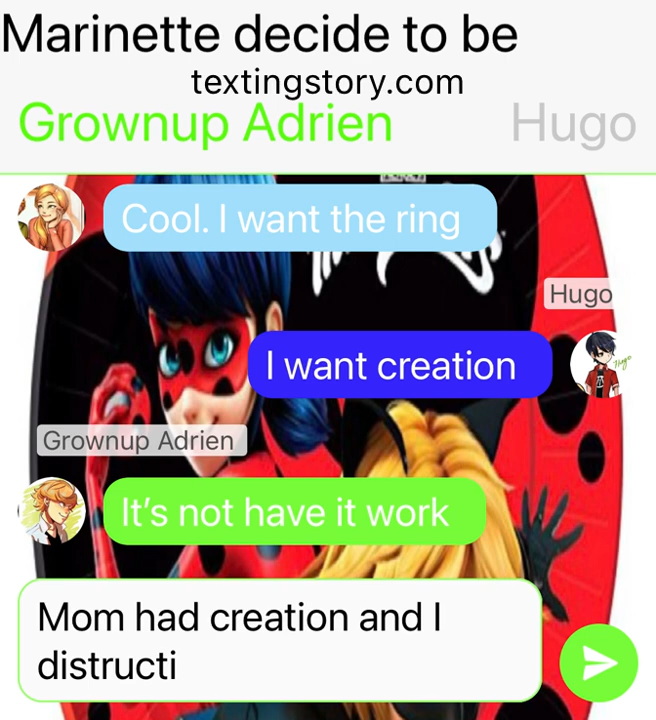 Marinette decide to be
textingstory.com
Grownup Adrien
Hugo
Cool. I want the ring
Hugo
I want creation
Hugo
Grownup Adrien
It's not have it work
Mom had creation and I
distructi